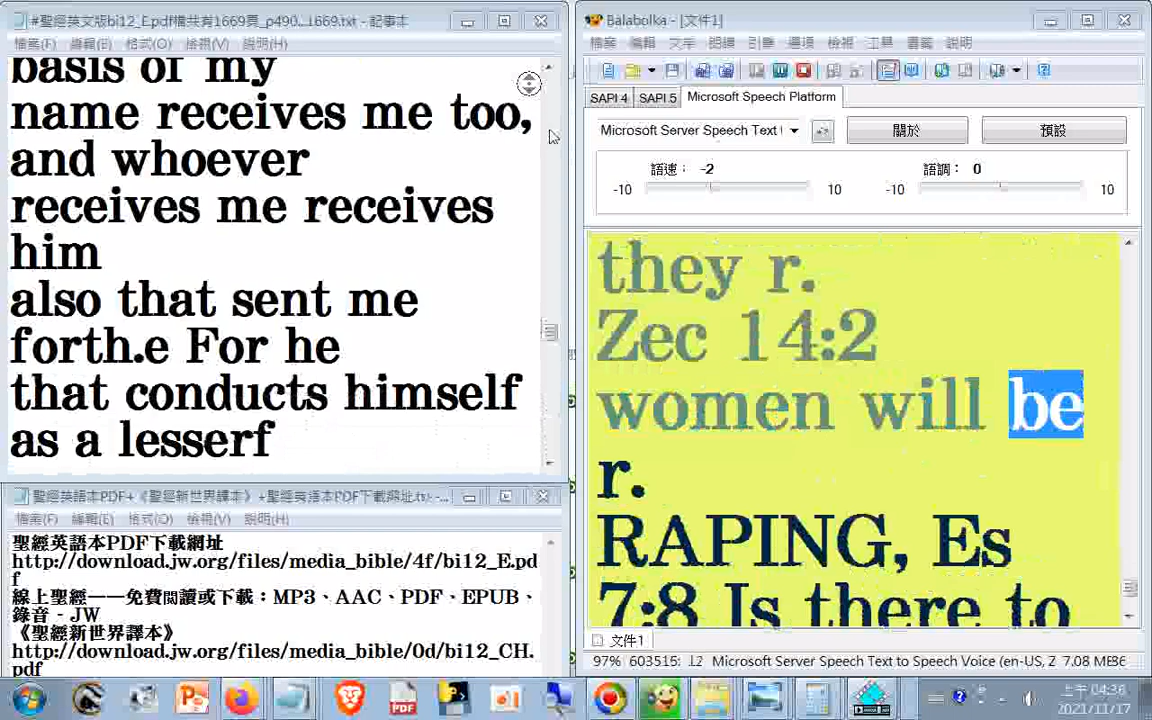 #聖經英文版bi12_E.pdf檔共有1669頁_p490...1669.txt - 記事本
檔案(F) 編輯(E) 格式(O) 檢視(V) 說明(H)
basis of my
name receives me too,
and whoever
receives me receives
him
also that sent me
forth.e For he
that conducts himself
as a lesserf
聖經英語本PDF+《聖經新世界譯本》+聖經英語本PDF下載網址.tx -...
檔案(F) 編輯(E) 格式(O) 檢視(V) 說明(H)
聖經英語本PDF下載網址
http://download.jw.org/files/media_bible/4f/bi12_E.pd
f
線上聖經——免費閱讀或下載：MP3、AAC、PDF、EPUB、
錄音 - JW
《聖經新世界譯本》
http://download.jw.org/files/media_bible/0d/bi12_CH.
pdf
Balabolka - [文件1]
檔案 編輯 文字 朗讀 引擎 選項 檢視 工具 書籤 說明
SAPI 4 SAPI 5 Microsoft Speech Platform
Microsoft Server Speech Text 關於 預設
語速： -2 語調： 0
-10 10 -10 10
they r.
Zec 14:2
women will be
r.
RAPING, Es
7:8 Is there to
文件1
97% 603515: Microsoft Server Speech Text to Speech Voice (en-US, Z 7.08 MB
上午 04:36
2021/11/17